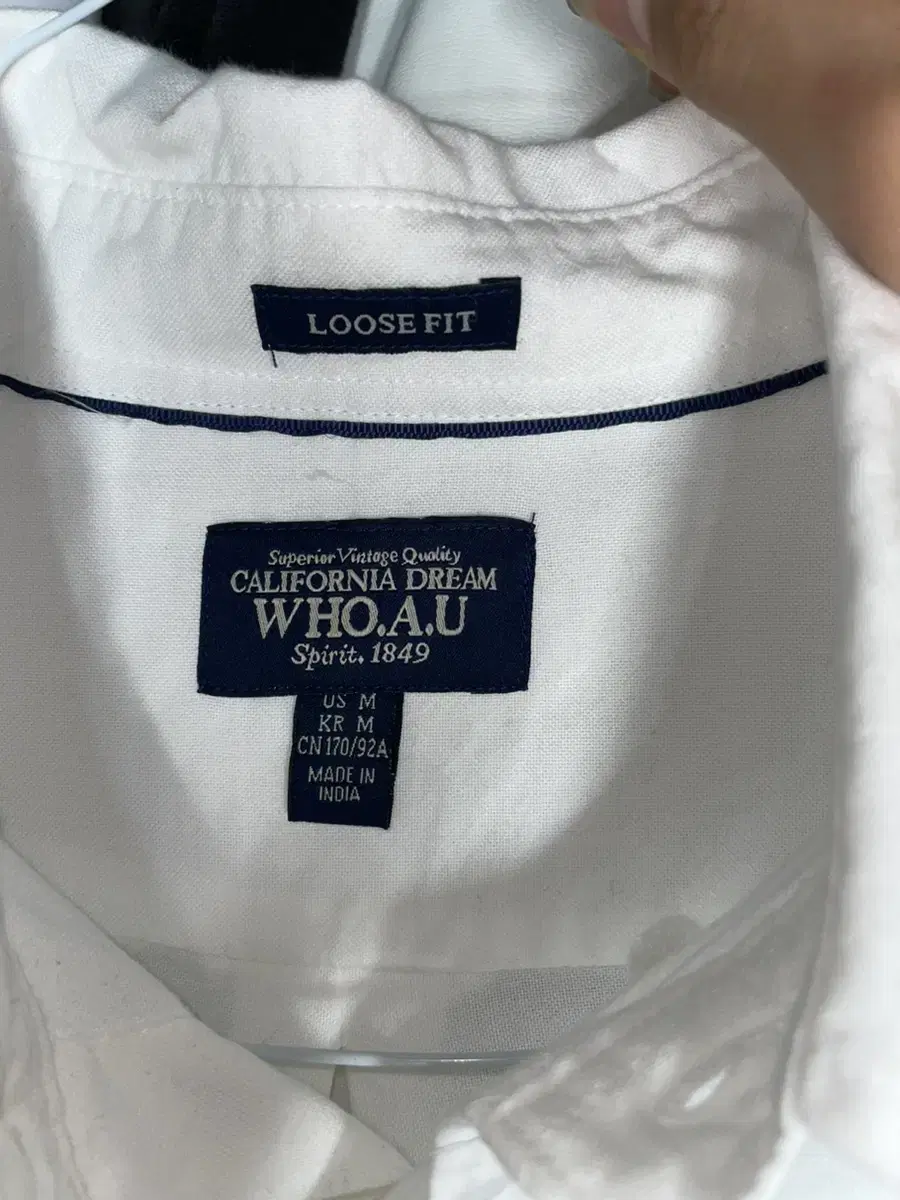 LOOSE FIT
Superior Vintage Quality
CALIFORNIA DREAM
WHO.A.U
Spirit. 1849
US M
KR M
CN 170/92A
MADE IN
INDIA